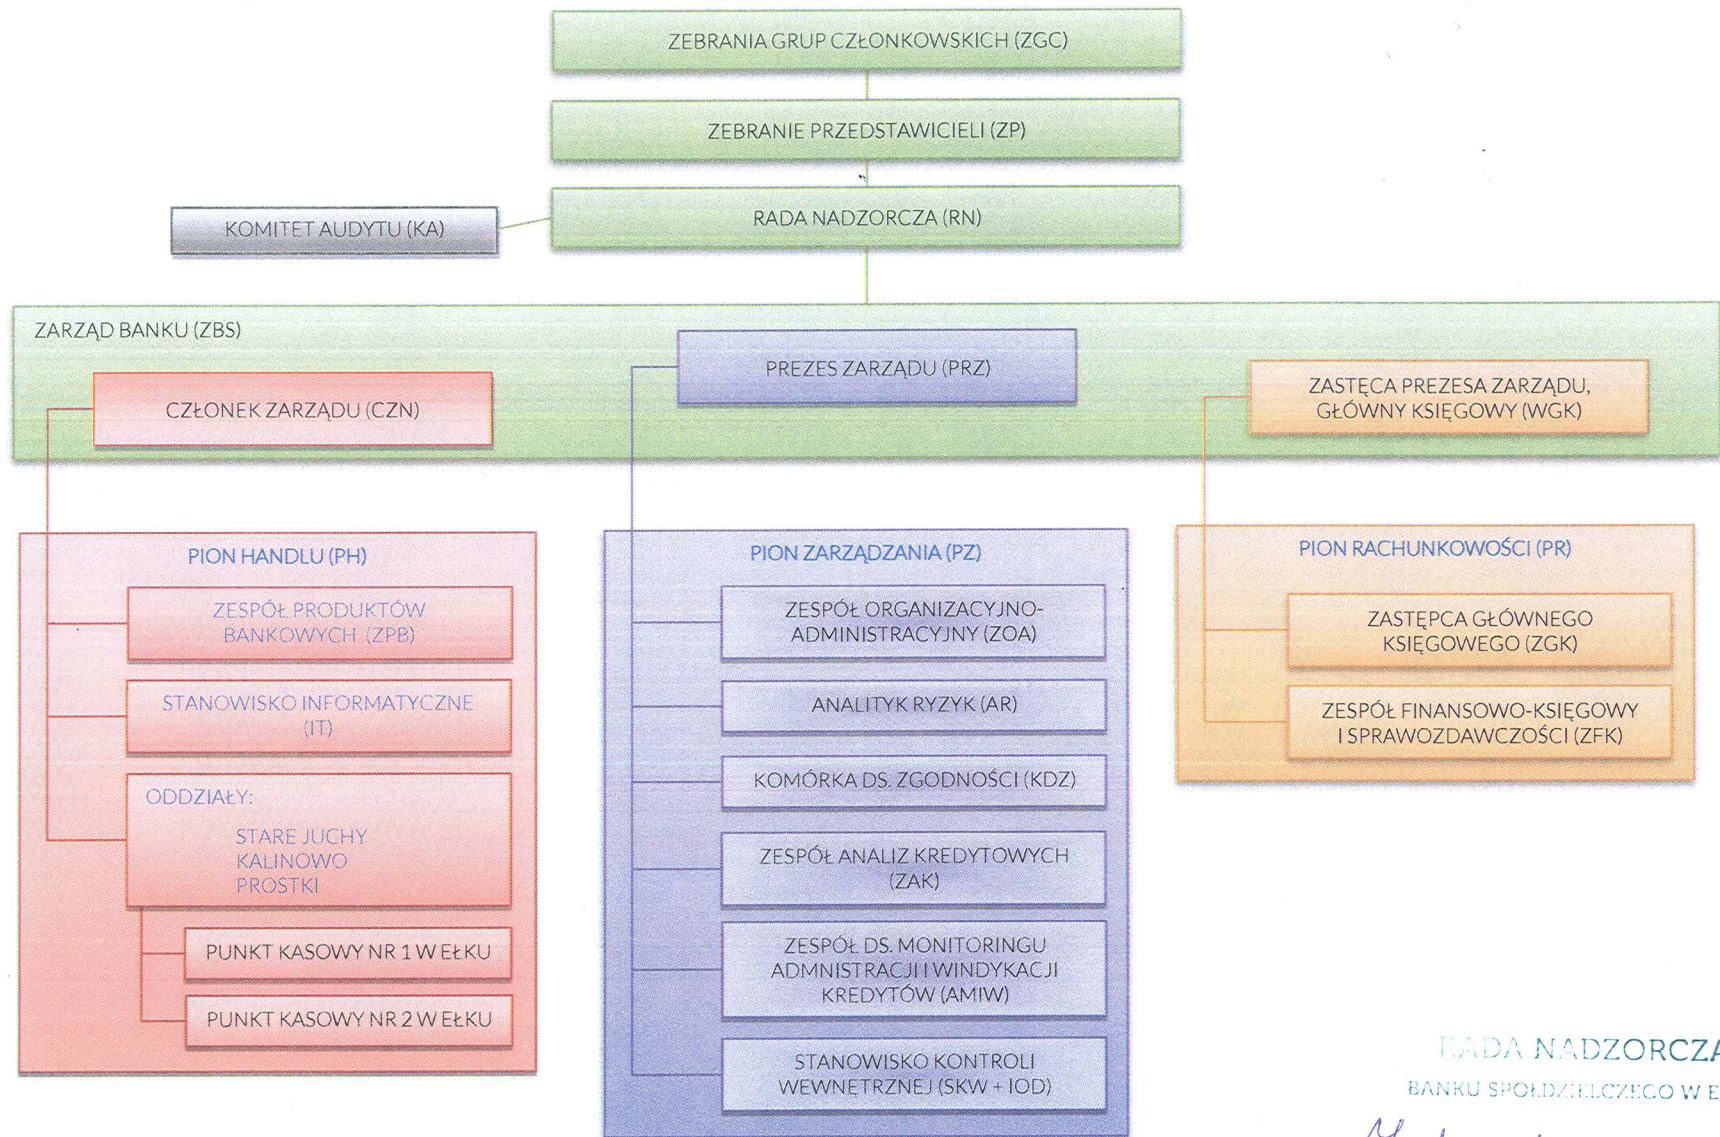 ZEBRANIA GRUP CZŁONKOWSKICH (ZGC)
ZEBRANIE PRZEDSTAWICIELI (ZP)
RADA NADZORCZA (RN)
KOMITET AUDYTU (KA)
ZARZĄD BANKU (ZBS)
PREZES ZARZĄDU (PRZ)
CZŁONEK ZARZĄDU (CZN)
ZASTĘCA PREZESA ZARZĄDU,
GŁÓWNY KSIĘGOWY (WGK)
PION HANDLU (PH)
ZESPÓŁ PRODUKTÓW
BANKOWYCH (ZPB)
STANOWISKO INFORMATYCZNE
(IT)
ODDZIAŁY:
STARE JUCHY
KALINOWO
PROSTKI
PUNKT KASOWY NR 1 W EŁKU
PUNKT KASOWY NR 2 W EŁKU
PION ZARZĄDZANIA (PZ)
ZESPÓŁ ORGANIZACYJNO-
ADMINISTRACYJNY (ZOA)
ANALITYK RYZYK (AR)
KOMÓRKA DS. ZGODNOŚCI (KDZ)
ZESPÓŁ ANALIZ KREDYTOWYCH
(ZAK)
ZESPÓŁ DS. MONITORINGU
ADMNISTRACJI I WINDYKACJI
KREDYTÓW (AMIW)
STANOWISKO KONTROLI
WEWNĘTRZNEJ (SKW + IOD)
PION RACHUNKOWOŚCI (PR)
ZASTĘPCA GŁÓWNEGO
KSIĘGOWEGO (ZGK)
ZESPÓŁ FINANSOWO-KSIĘGOWY
I SPRAWOZDAWCZOŚCI (ZFK)
RADA NADZORCZA
BANKU SPÓŁDZIELCZEGO W E